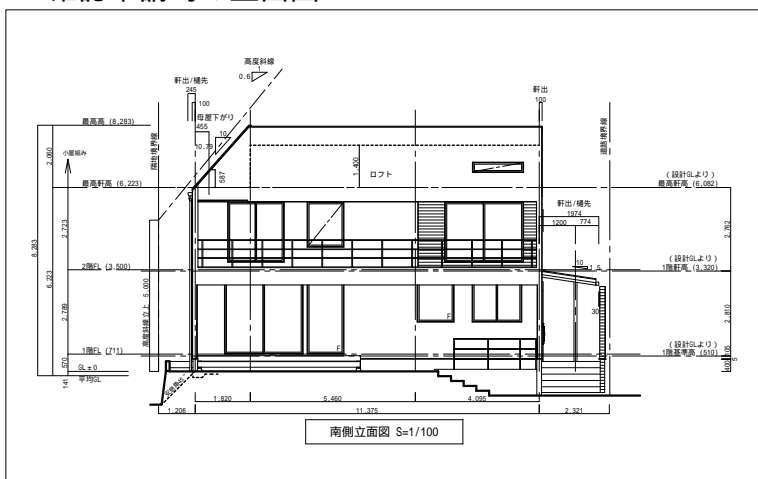 高度斜線
1
0.6
軒出/樋先
245
100
母屋下がり
455
10
10.79
587
軒出
100
隣地境界線
道路境界線
最高高 (8,283)
小屋組み
最高軒高 (6,223)
2階FL (3,500)
1階FL (711)
GL±0
平均GL
2.060
2.723
2.789
570
141
8.283
6.223
高度斜線立上 5.000
ロフト
1.400
(設計GLより)
最高軒高 (6,082)
軒出/樋先
1974
1200
774
2.762
(設計GLより)
1階軒高 (3,320)
10
1.5
30
2.810
(設計GLより)
1階基準高 (510)
105
400
5
F
F
1.206
1.820
5.460
4.095
11.375
2.321
南側立面図 S=1/100